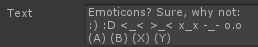 Text
Emoticons? Sure, why not:
:) :D <_< >_< x_x -_- o.o
(A) (B) (X) (Y)